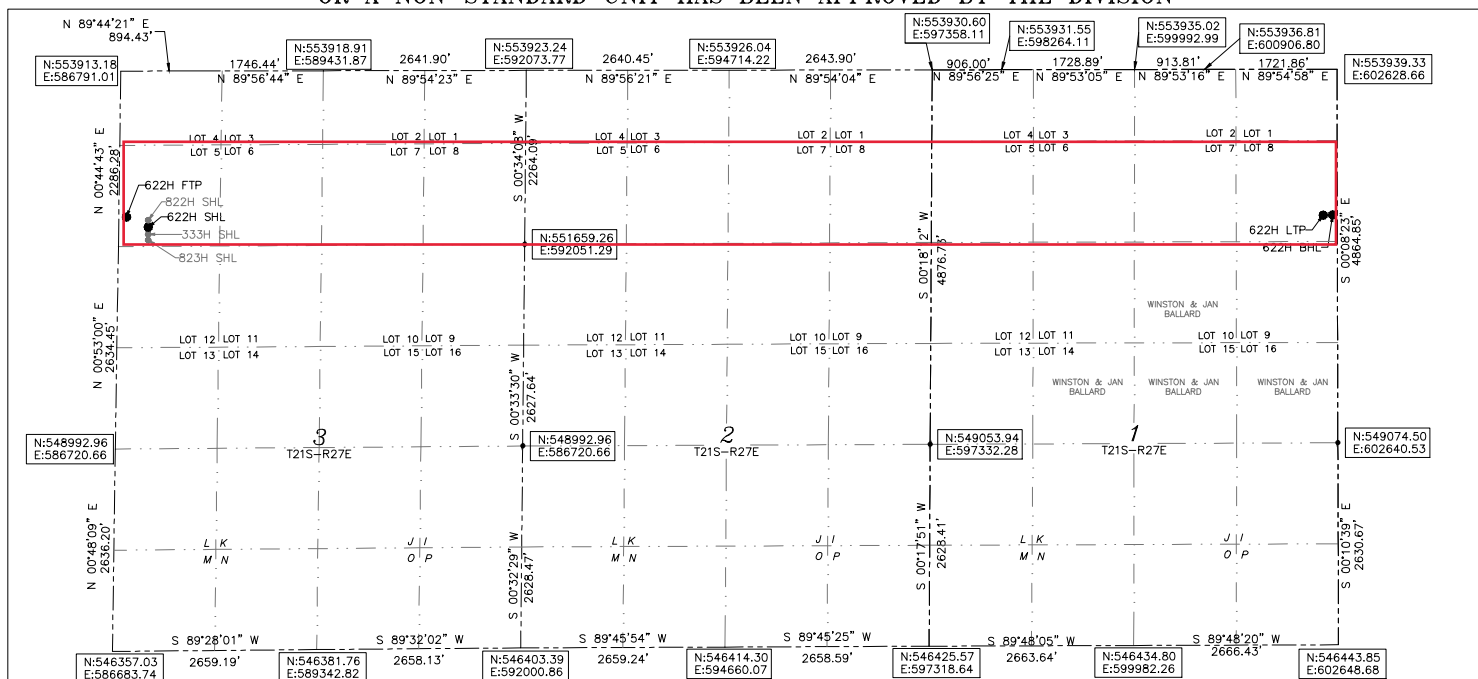 OR A NON-STANDARD UNIT HAS BEEN APPROVED BY THE DIVISION
N 89°44'21" E
894.43'
N:553913.18
E:586791.01
1746.44'
N 89°56'44" E
N:553918.91
E:589431.87
2641.90'
N 89°54'23" E
N:553923.24
E:592073.77
2640.45'
N 89°56'21" E
N:553926.04
E:594714.22
2643.90'
N 89°54'04" E
N:553930.60
E:597358.11
906.00'
N 89°56'25" E
N:553931.55
E:598264.11
1728.89'
N 89°53'05" E
N:553935.02
E:599992.99
913.81'
N 89°53'16" E
N:553936.81
E:600906.80
1721.86'
N 89°54'58" E
N:553939.33
E:602628.66
N 00°44'43" E
2286.28'
S 00°34'08" W
2264.09'
LOT 4 LOT 3
LOT 5 LOT 6
LOT 2 LOT 1
LOT 7 LOT 8
LOT 4 LOT 3
LOT 5 LOT 6
LOT 2 LOT 1
LOT 7 LOT 8
LOT 4 LOT 3
LOT 5 LOT 6
LOT 2 LOT 1
LOT 7 LOT 8
622H FTP
822H SHL
622H SHL
333H SHL
823H SHL
622H LTP
622H BHL
N:551659.26
E:592051.29
S 00°18'12" W
4876.73'
S 00°08'23" E
4864.85'
WINSTON & JAN
BALLARD
N 00°53'00" E
2634.45'
LOT 12 LOT 11
LOT 13 LOT 14
LOT 10 LOT 9
LOT 15 LOT 16
LOT 12 LOT 11
LOT 13 LOT 14
LOT 10 LOT 9
LOT 15 LOT 16
LOT 12 LOT 11
LOT 13 LOT 14
LOT 10 LOT 9
LOT 15 LOT 16
S 00°33'30" W
2627.64'
WINSTON & JAN
BALLARD
WINSTON & JAN
BALLARD
WINSTON & JAN
BALLARD
N:548992.96
E:586720.66
3
T21S-R27E
N:548992.96
E:586720.66
2
T21S-R27E
N:549053.94
E:597332.28
1
T21S-R27E
N:549074.50
E:602640.53
N 00°48'09" E
2636.20'
L K
M N
J I
O P
S 00°32'29" W
2628.47'
L K
M N
J I
O P
S 00°17'51" W
2628.41'
L K
M N
J I
O P
S 00°10'39" E
2630.67'
N:546357.03
E:586683.74
S 89°28'01" W
2659.19'
N:546381.76
E:589342.82
S 89°32'02" W
2658.13'
N:546403.39
E:592000.86
S 89°45'54" W
2659.24'
N:546414.30
E:594660.07
S 89°45'25" W
2658.59'
N:546425.57
E:597318.64
S 89°48'05" W
2663.64'
N:546434.80
E:599982.26
S 89°48'20" W
2666.43'
N:546443.85
E:602648.68